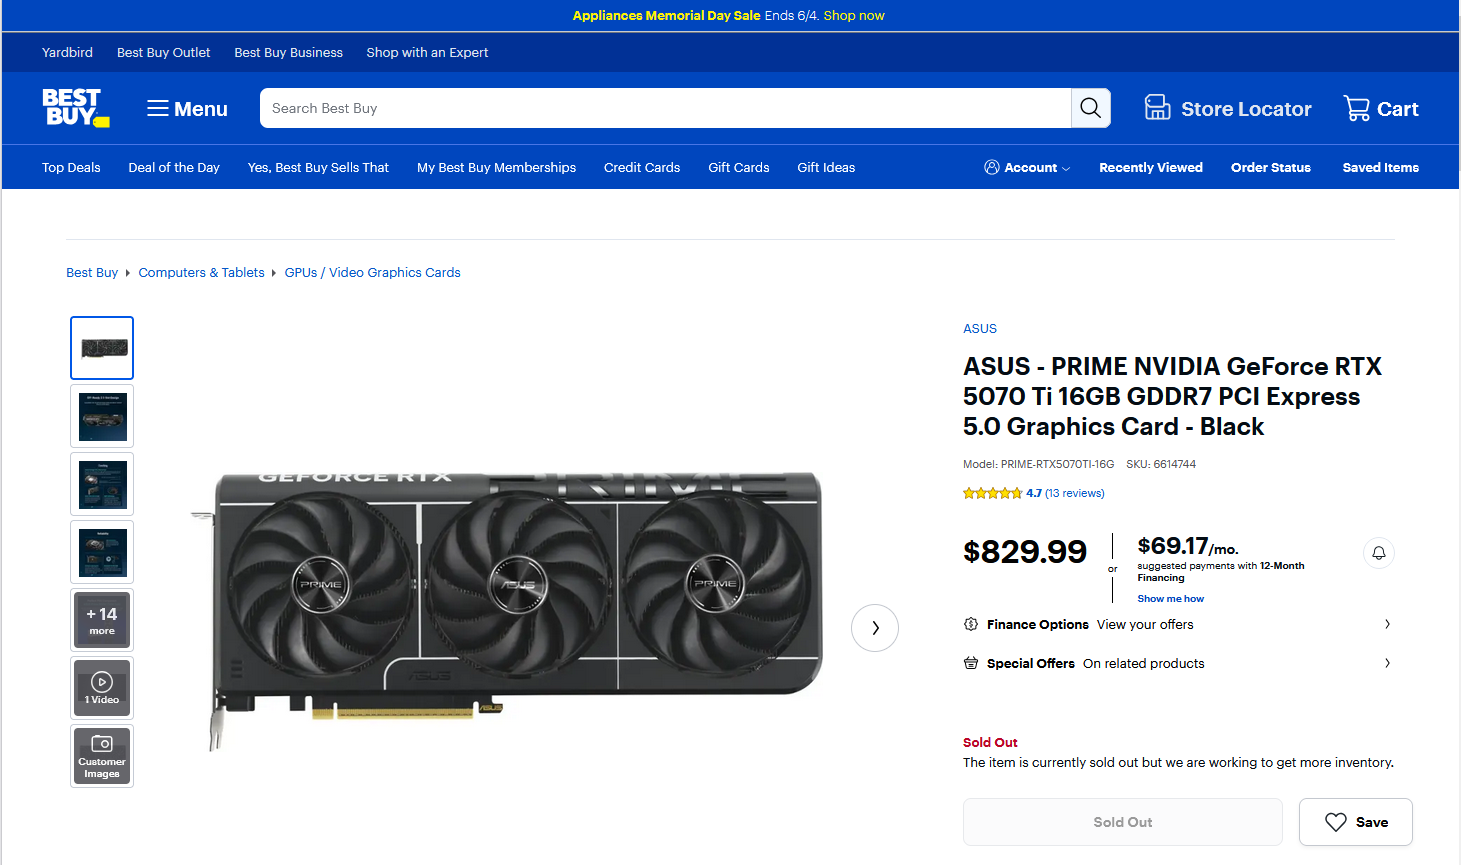 Appliances Memorial Day Sale Ends 6/4. Shop now
Yardbird Best Buy Outlet Best Buy Business Shop with an Expert
BEST BUY
Menu
Search Best Buy
Store Locator
Cart
Top Deals Deal of the Day Yes, Best Buy Sells That My Best Buy Memberships Credit Cards Gift Cards Gift Ideas
Account Recently Viewed Order Status Saved Items
Best Buy Computers & Tablets GPUs / Video Graphics Cards
+ 14
more
1 Video
Customer
Images
GEFORCE RTX PRIME
PRIME ASUS PRIME
ASUS
ASUS
ASUS
ASUS - PRIME NVIDIA GeForce RTX
5070 Ti 16GB GDDR7 PCI Express
5.0 Graphics Card - Black
Model: PRIME-RTX5070TI-16G SKU: 6614744
4.7 (13 reviews)
$829.99
or
$69.17/mo.
suggested payments with 12-Month
Financing
Show me how
Finance Options View your offers
Special Offers On related products
Sold Out
The item is currently sold out but we are working to get more inventory.
Sold Out
Save